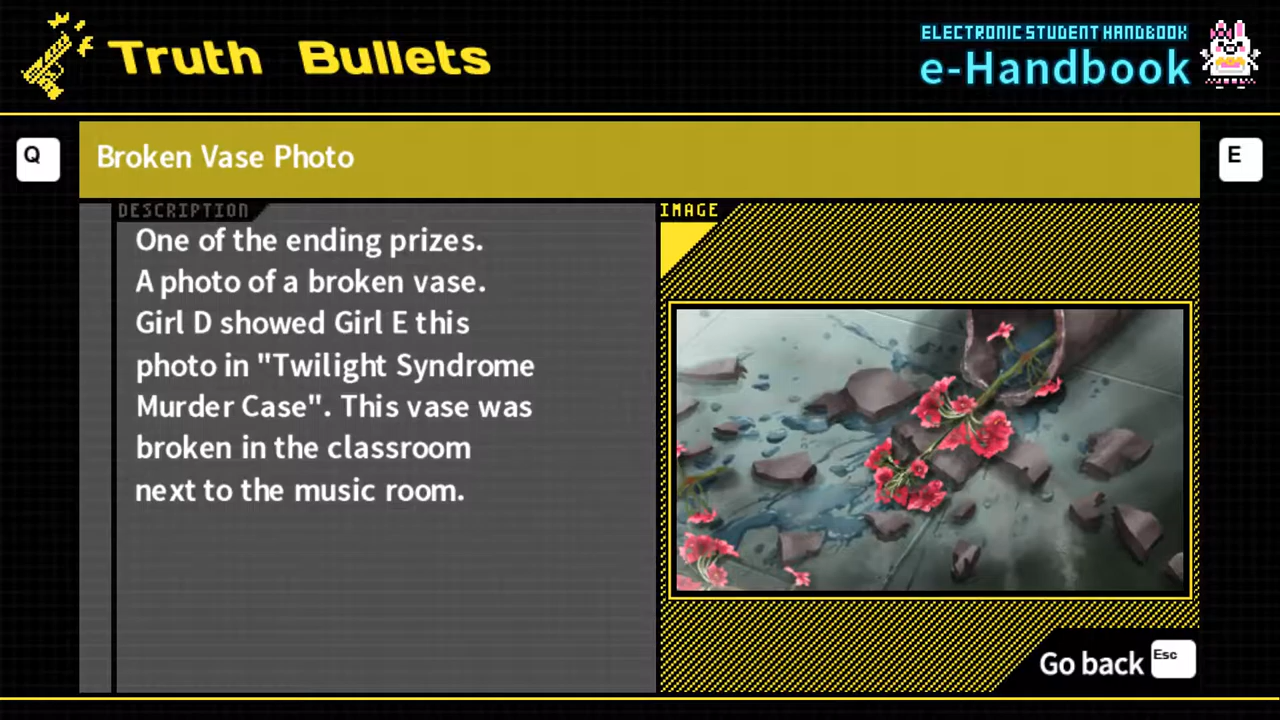 Truth Bullets
ELECTRONIC STUDENT HANDBOOK
e-Handbook
Q
Broken Vase Photo
E
DESCRIPTION
IMAGE
One of the ending prizes.
A photo of a broken vase.
Girl D showed Girl E this
photo in "Twilight Syndrome
Murder Case". This vase was
broken in the classroom
next to the music room.
Go back Esc